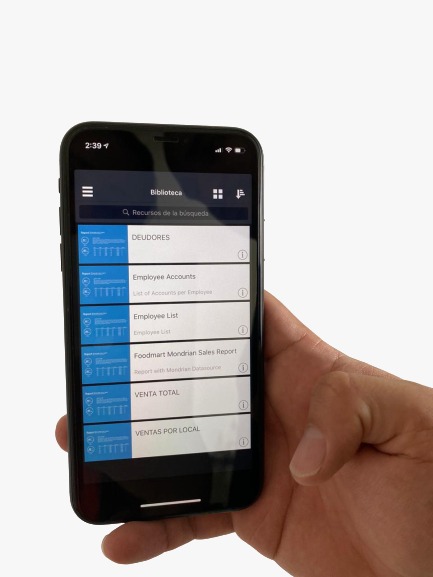 2:39
Biblioteca
Recursos de la búsqueda
DEUDORES
Employee Accounts
List of Accounts per Employee
Employee List
Employee List
Foodmart Mondrian Sales Report
Report with Mondrian Datasource
VENTA TOTAL
VENTAS POR LOCAL